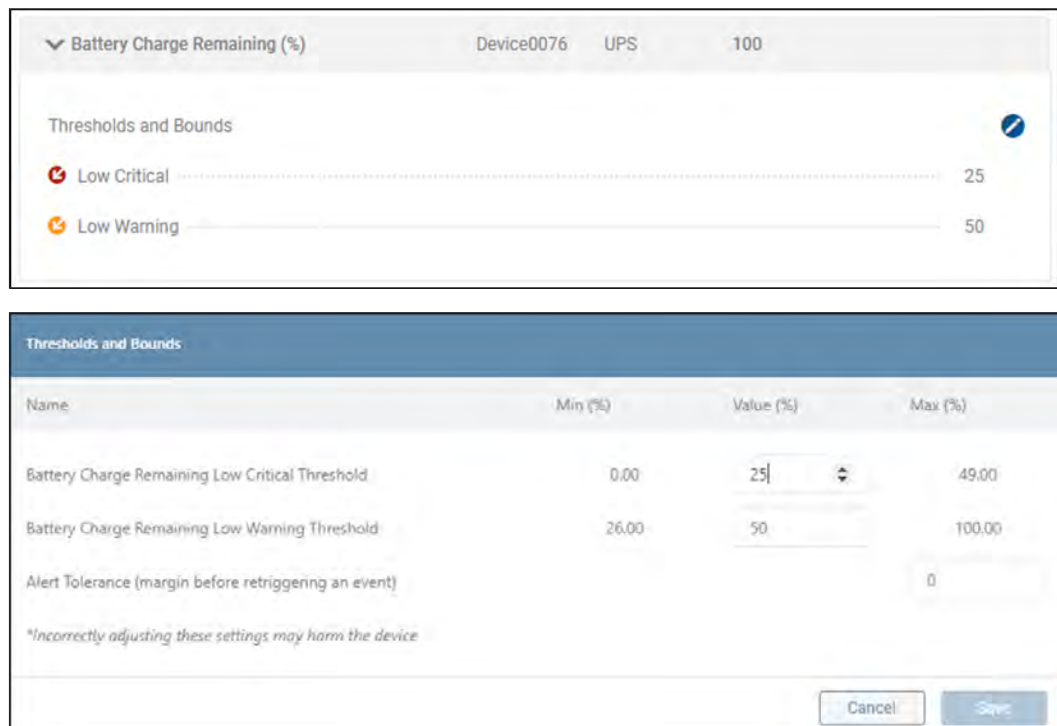 Battery Charge Remaining (%) Device0076 UPS 100
Thresholds and Bounds
Low Critical 25
Low Warning 50
Thresholds and Bounds
Name Min (%) Value (%) Max (%)
Battery Charge Remaining Low Critical Threshold 0.00 25 49.00
Battery Charge Remaining Low Warning Threshold 26.00 50 100.00
Alert Tolerance (margin before retriggering an event) 0
*Incorrectly adjusting these settings may harm the device
Cancel Save